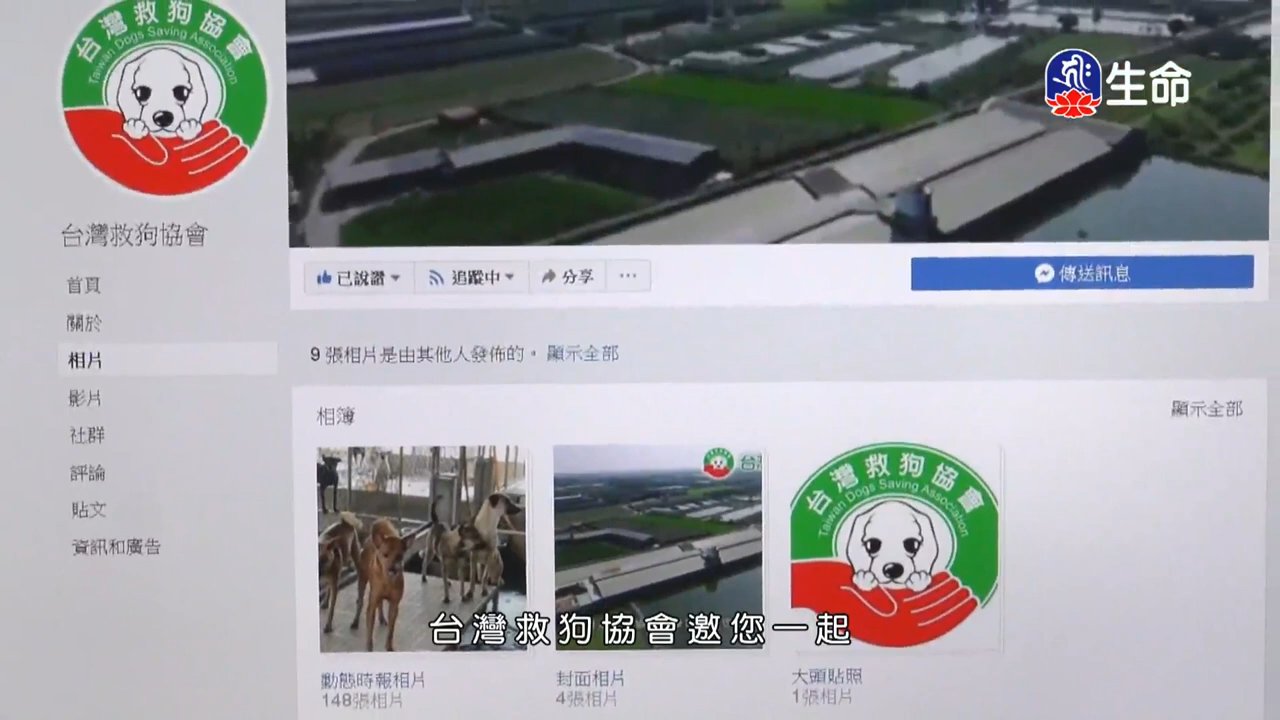 台灣救狗協會
Taiwan Dogs Saving Association
生命
台灣救狗協會
首頁
關於
相片
影片
社群
評論
貼文
資訊和廣告
已說讚
追蹤中
分享
傳送訊息
9 張相片是由其他人發佈的。 顯示全部
相簿
顯示全部
台灣救狗協會
Taiwan Dogs Saving Association
台灣救狗協會邀您一起
動態時報相片
148張相片
封面相片
4張相片
大頭貼照
1張相片